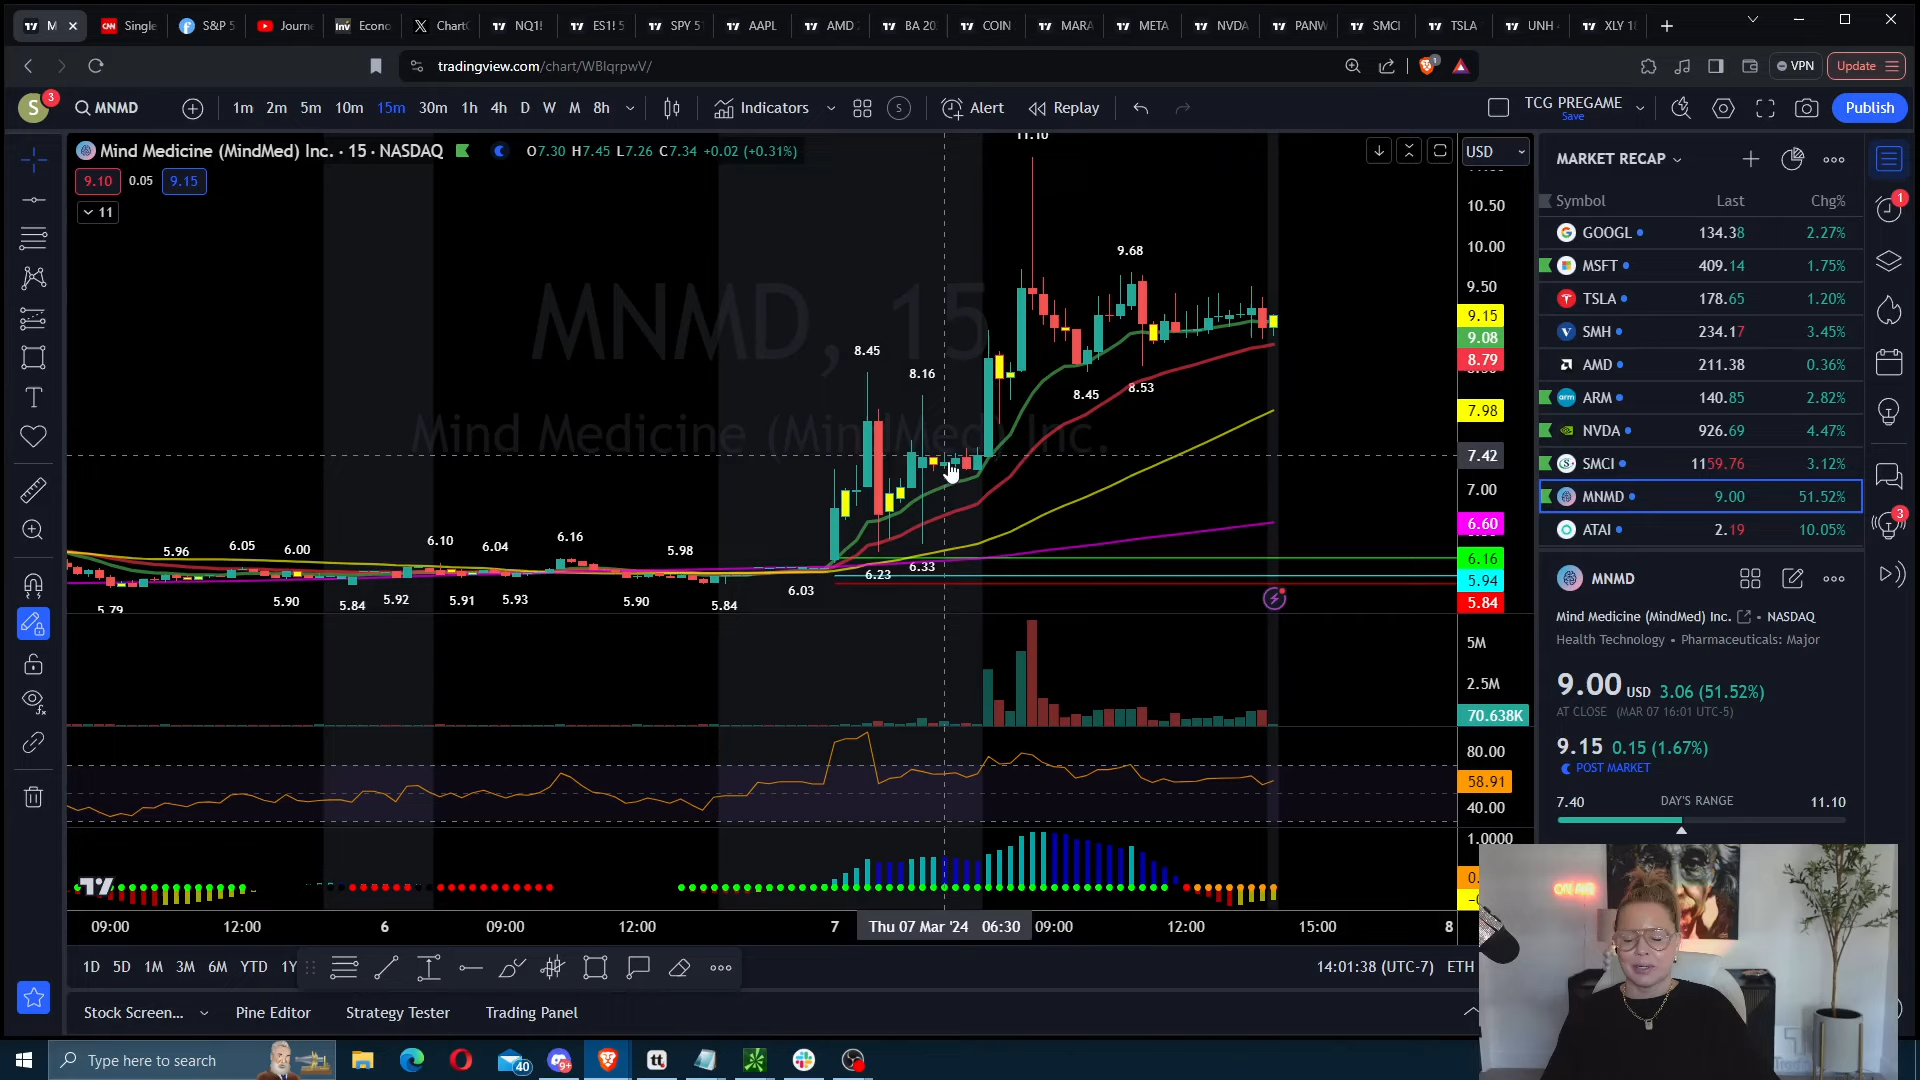 M
Single
S&P 5
Journe
inv Econo
ChartG
NQ1!
ES1! 5
SPY 5
AAPL
AMD 2
BA 20
COIN
MARA
META
NVDA
PANW
SMCI
TSLA
UNH
XLY 18
tradingview.com/chart/WBIqrpwV/
VPN
Update
S 3
MNMD
1m 2m 5m 10m 15m 30m 1h 4h D W M 8h
Indicators
S
Alert
Replay
TCG PREGAME
Save
Publish
Mind Medicine (MindMed) Inc. · 15 · NASDAQ
O7.30 H7.45 L7.26 C7.34 +0.02 (+0.31%)
USD
9.10 0.05 9.15
11
MNMD, 15
Mind Medicine (MindMed) Inc.
11.10
9.68
8.45
8.16
8.45
8.53
5.96
6.05
6.00
6.10
6.04
6.16
5.98
6.23
6.33
5.79
5.90
5.84
5.92
5.91
5.93
5.90
5.84
6.03
10.50
10.00
9.50
9.15
9.08
8.79
7.98
7.42
7.00
6.60
6.16
5.94
5.84
5M
2.5M
70.638K
80.00
58.91
40.00
1.0000
09:00
12:00
6
09:00
12:00
7
Thu 07 Mar '24 06:30
09:00
12:00
15:00
8
1D 5D 1M 3M 6M YTD 1Y
14:01:38 (UTC-7) ETH
Stock Screen...
Pine Editor
Strategy Tester
Trading Panel
MARKET RECAP
Symbol Last Chg%
GOOGL 134.38 2.27%
MSFT 409.14 1.75%
TSLA 178.65 1.20%
SMH 234.17 3.45%
AMD 211.38 0.36%
ARM 140.85 2.82%
NVDA 926.69 4.47%
SMCI 1159.76 3.12%
MNMD 9.00 51.52%
ATAI 2.19 10.05%
MNMD
Mind Medicine (MindMed) Inc. • NASDAQ
Health Technology • Pharmaceuticals: Major
9.00 USD 3.06 (51.52%)
AT CLOSE (MAR 07 16:01 UTC-5)
9.15 0.15 (1.67%)
POST MARKET
7.40 DAY'S RANGE 11.10
1
3
Type here to search
40
9+
tt